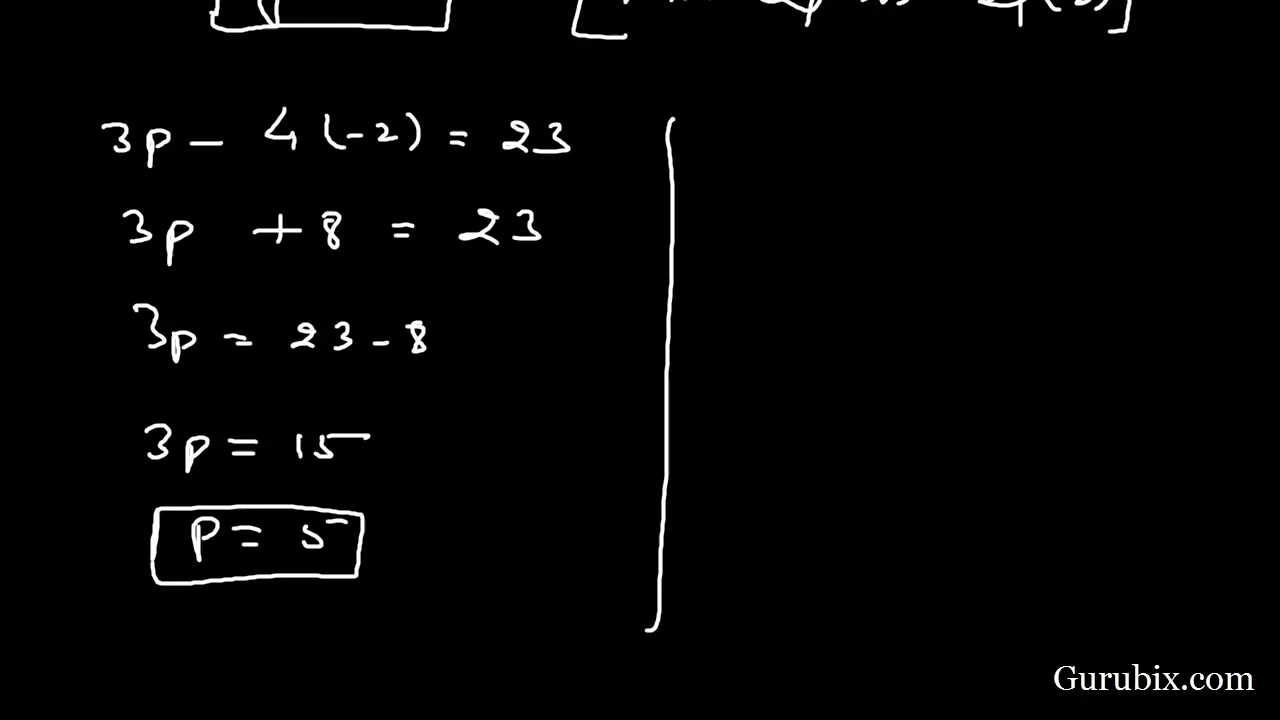 3p - 4(-2) = 23
3p + 8 = 23
3p = 23 - 8
3p = 15
P = 5
Gurubix.com